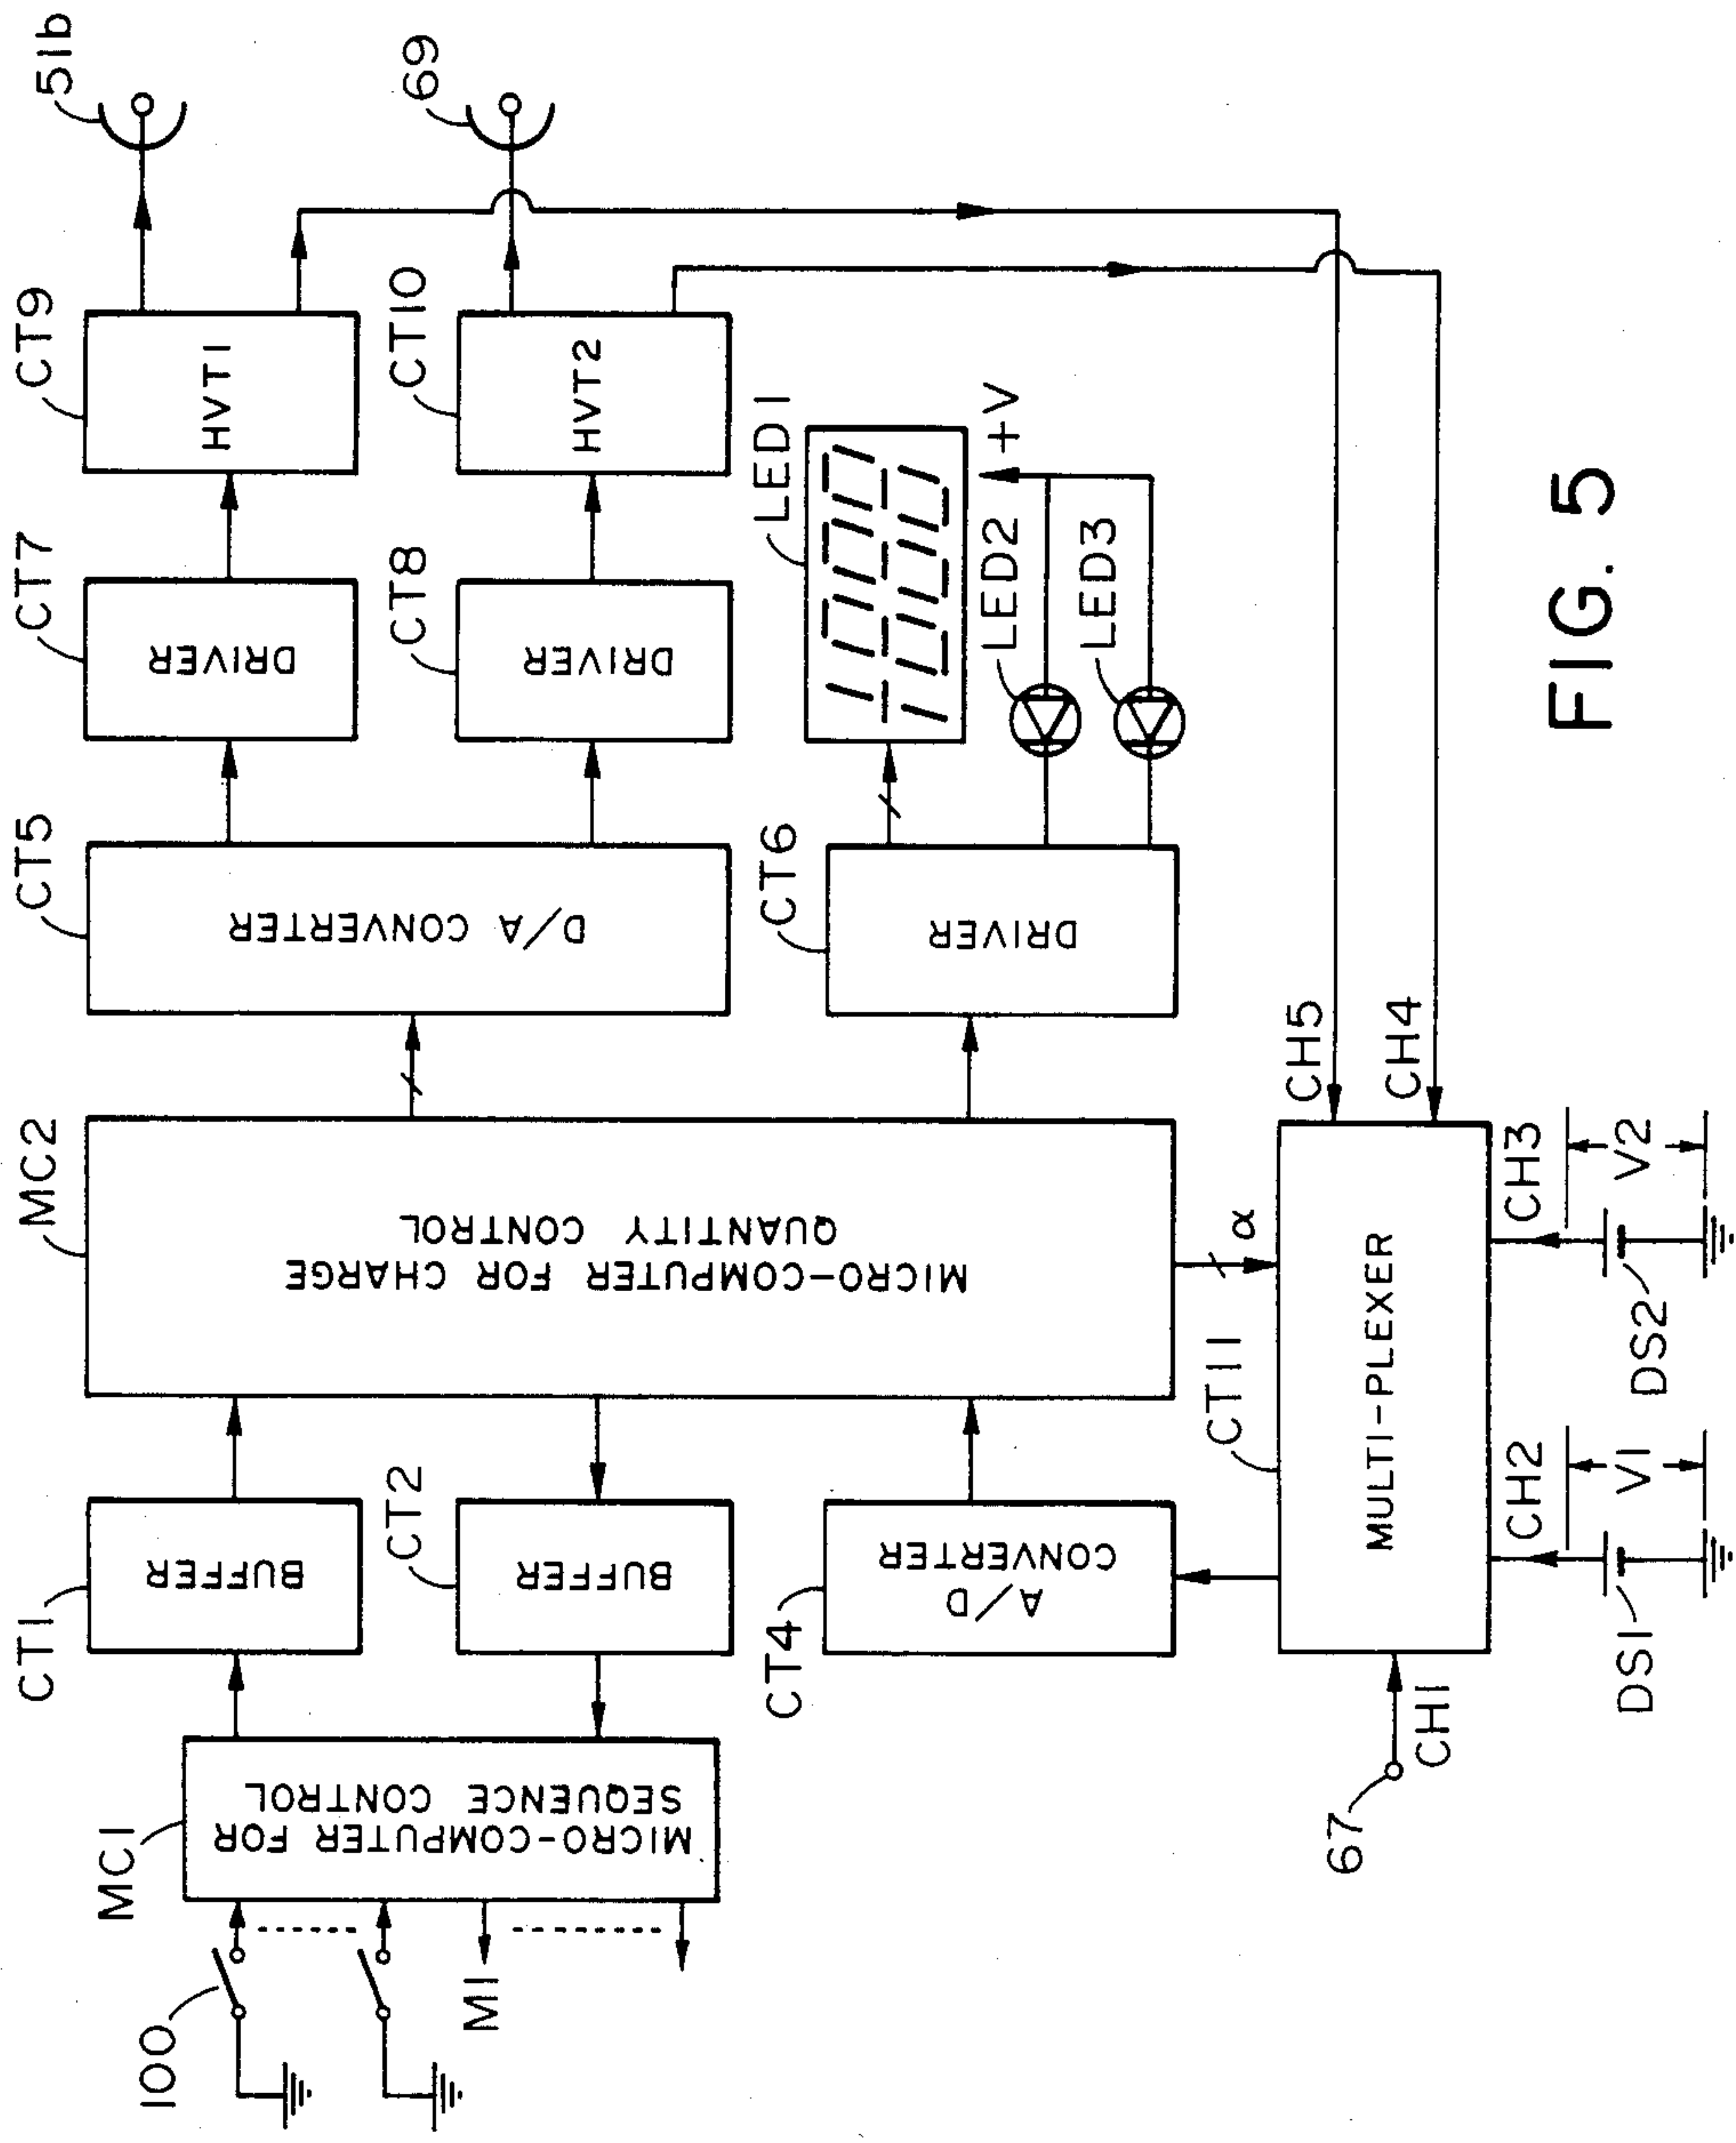 51b
69
CT9
HVT1
CT10
HVT2
CT7
DRIVER
CT8
DRIVER
LED1
+V
LED2
LED3
CT5
D/A CONVERTER
CT6
DRIVER
MC2
MICRO-COMPUTER FOR CHARGE
QUANTITY CONTROL
α
CH5
CH4
CT1
BUFFER
CT2
BUFFER
CT4
A/D
CONVERTER
CT11
MULTI-PLEXER
CH3
V2
DS2
CH2
V1
DS1
CH1
67
MC1
MICRO-COMPUTER FOR
SEQUENCE CONTROL
100
M1
FIG. 5